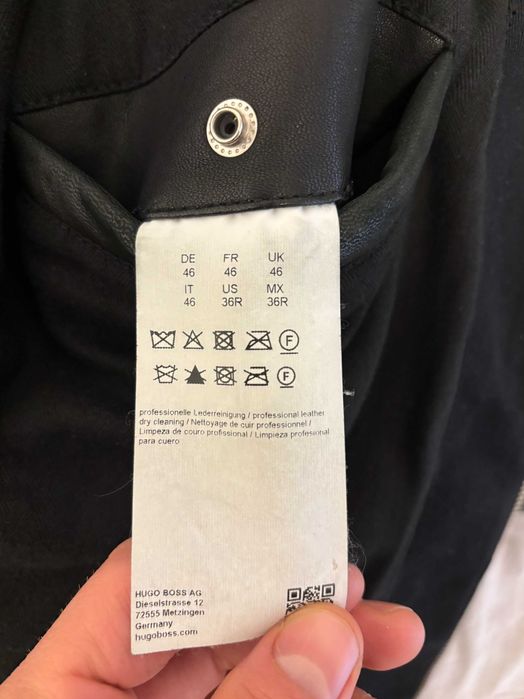 DE FR UK
46 46 46
IT US MX
46 36R 36R
F
F
professionelle Lederreinigung / professional leather
dry cleaning / Nettoyage de cuir professionnel /
Limpeza de couro profissional / Limpieza profesional
para cuero
HUGO BOSS AG
Dieselstrasse 12
72555 Metzingen
Germany
hugoboss.com